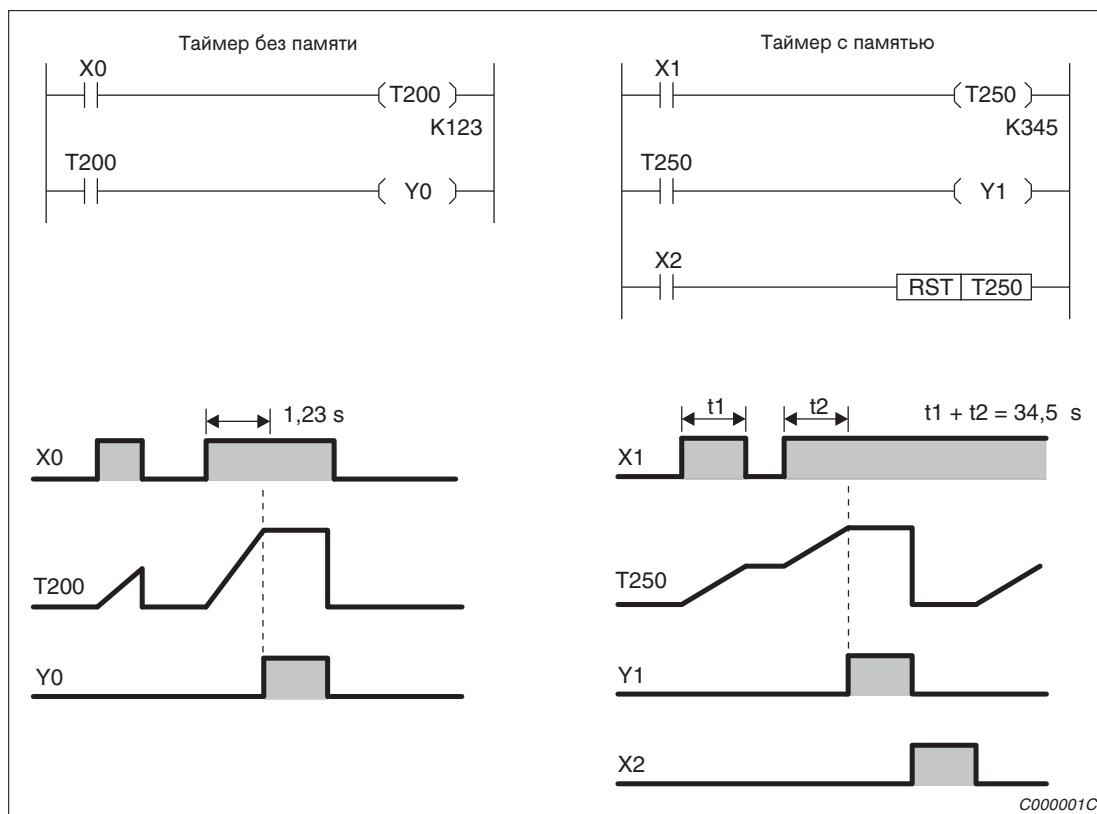 Таймер без памяти
X0
T200
K123
T200
Y0
Таймер с памятью
X1
T250
K345
T250
Y1
X2
RST T250
1,23 s
X0
T200
Y0
t1
t2
t1 + t2 = 34,5 s
X1
T250
Y1
X2
C000001C